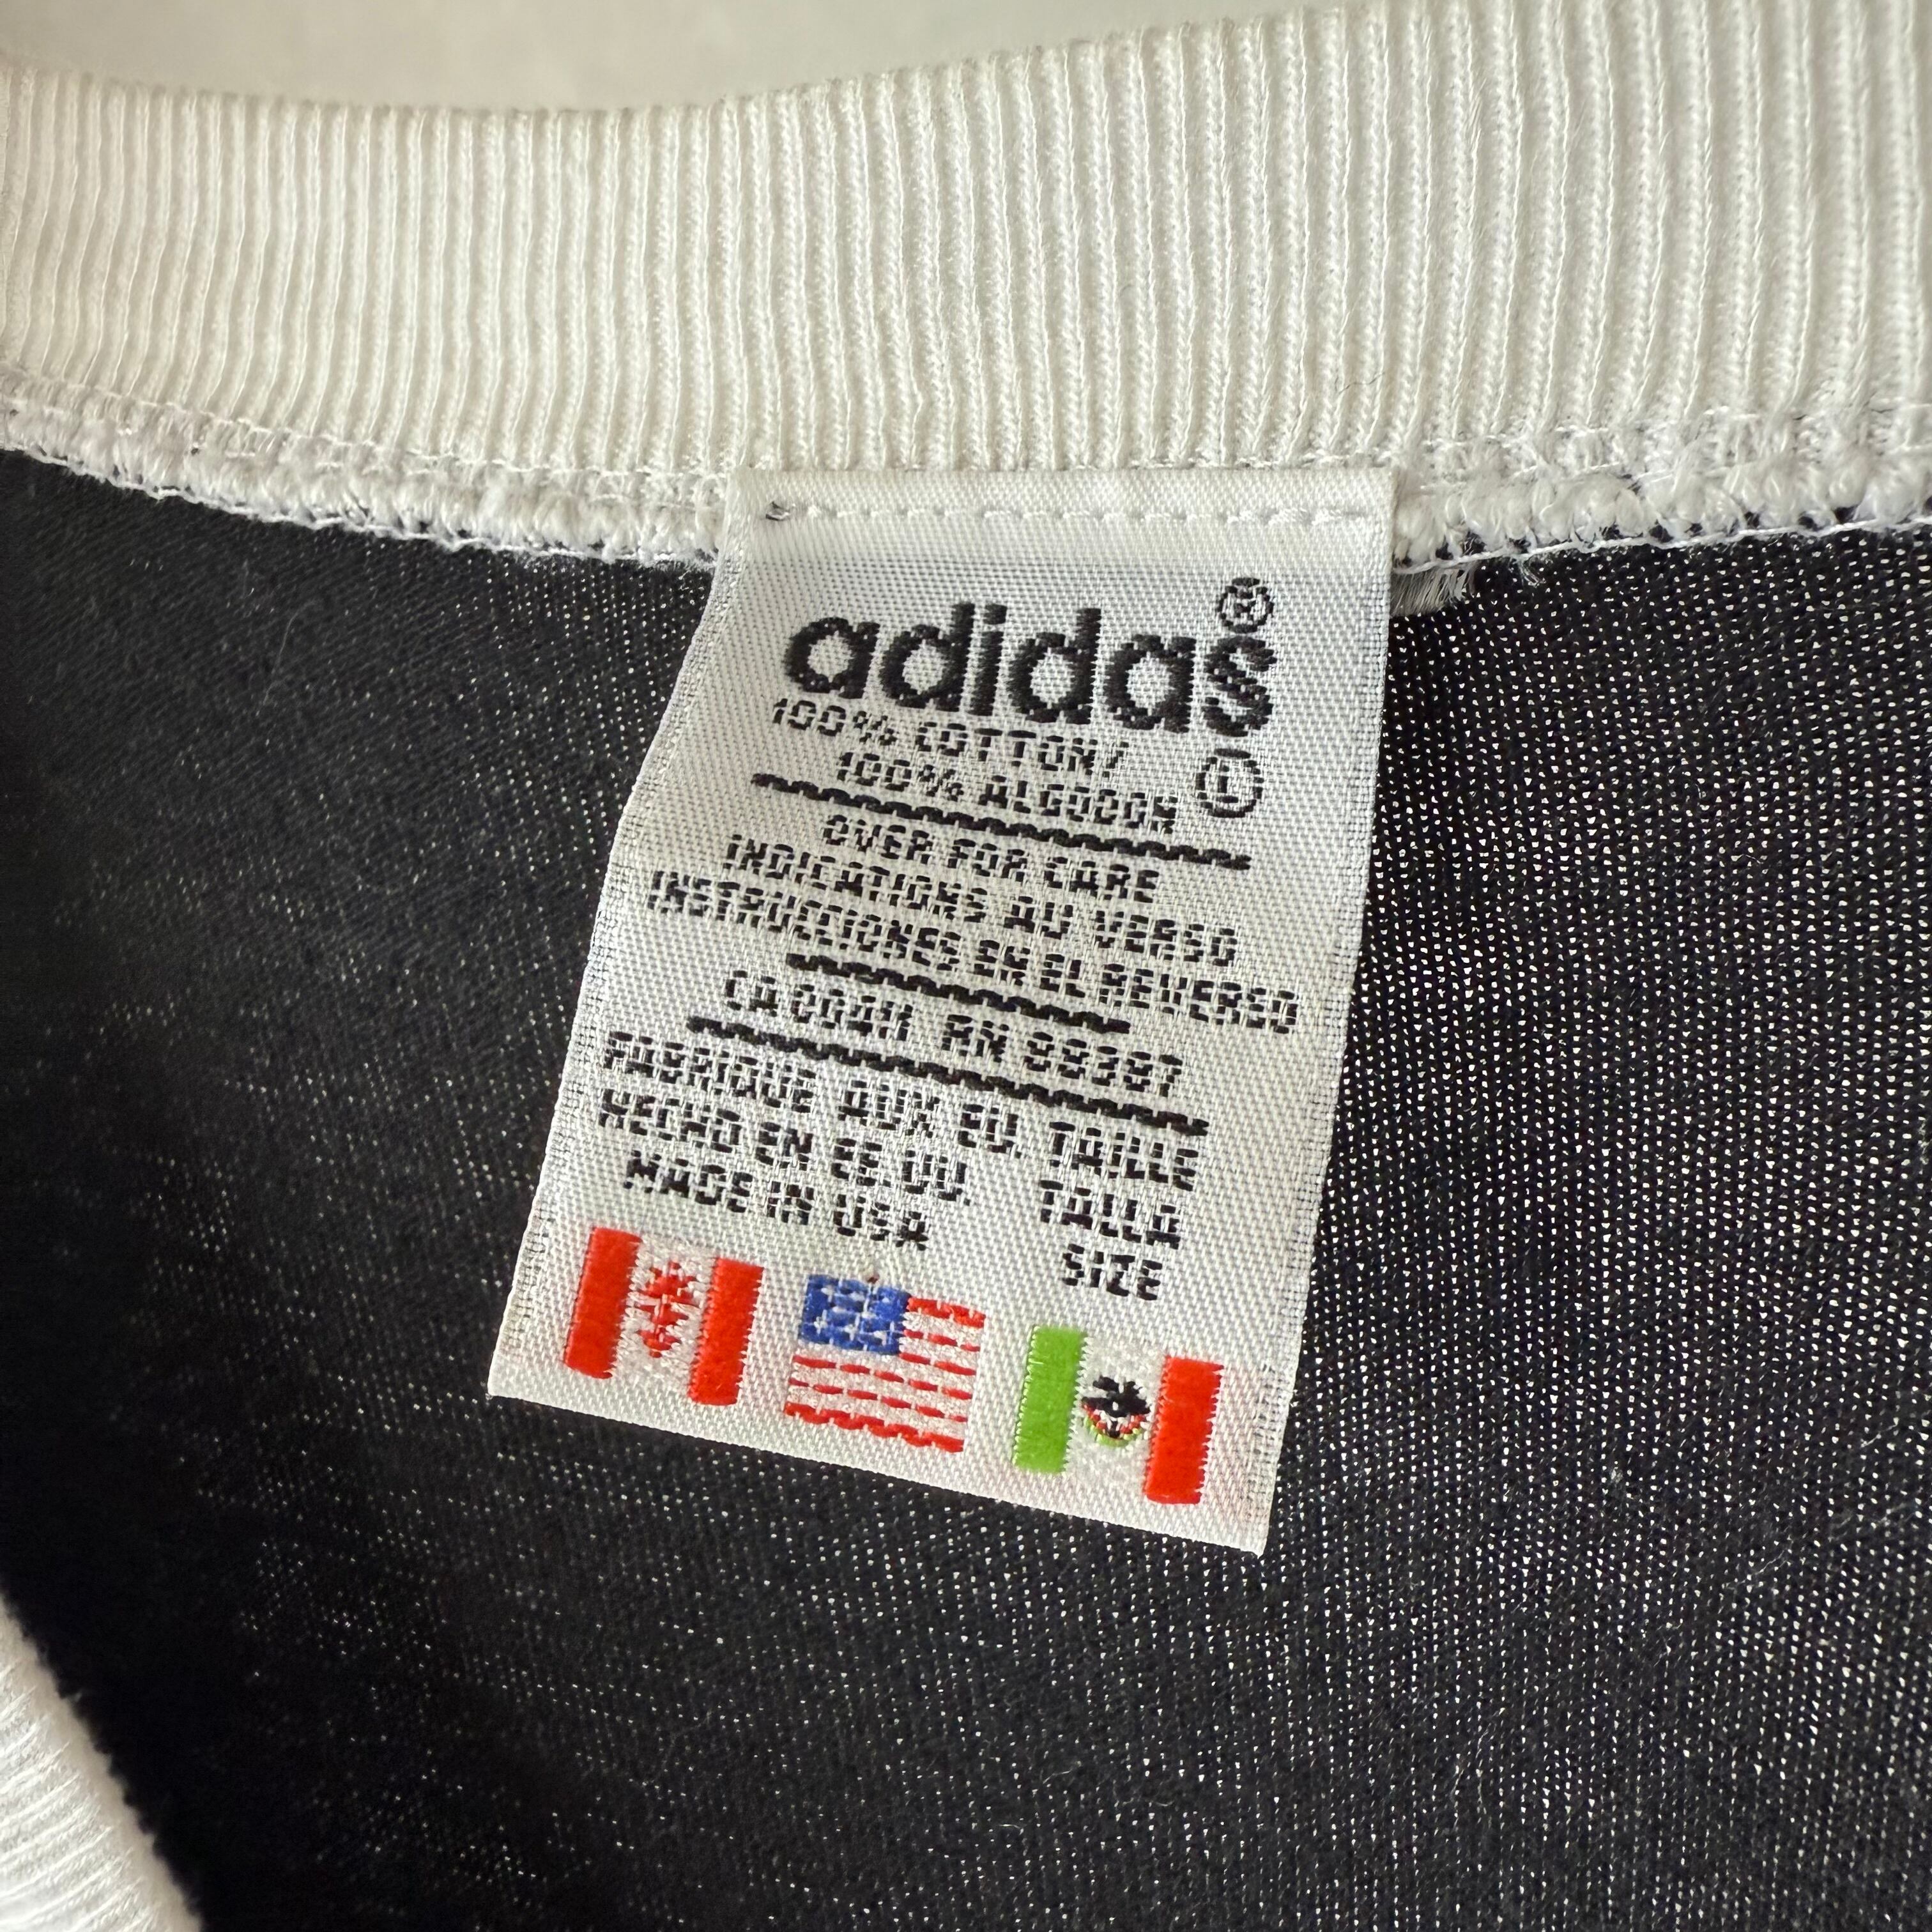 adidas®
100% COTTON/
100% ALGODON
Ⓛ
OVER FOR CARE
INDICATIONS AU VERSO
INSTRUCCIONES EN EL REVERSO
CA 00411 RN 88387
FABRIQUE AUX EU. TAILLE
HECHO EN EE.UU. TALLA
MADE IN USA SIZE